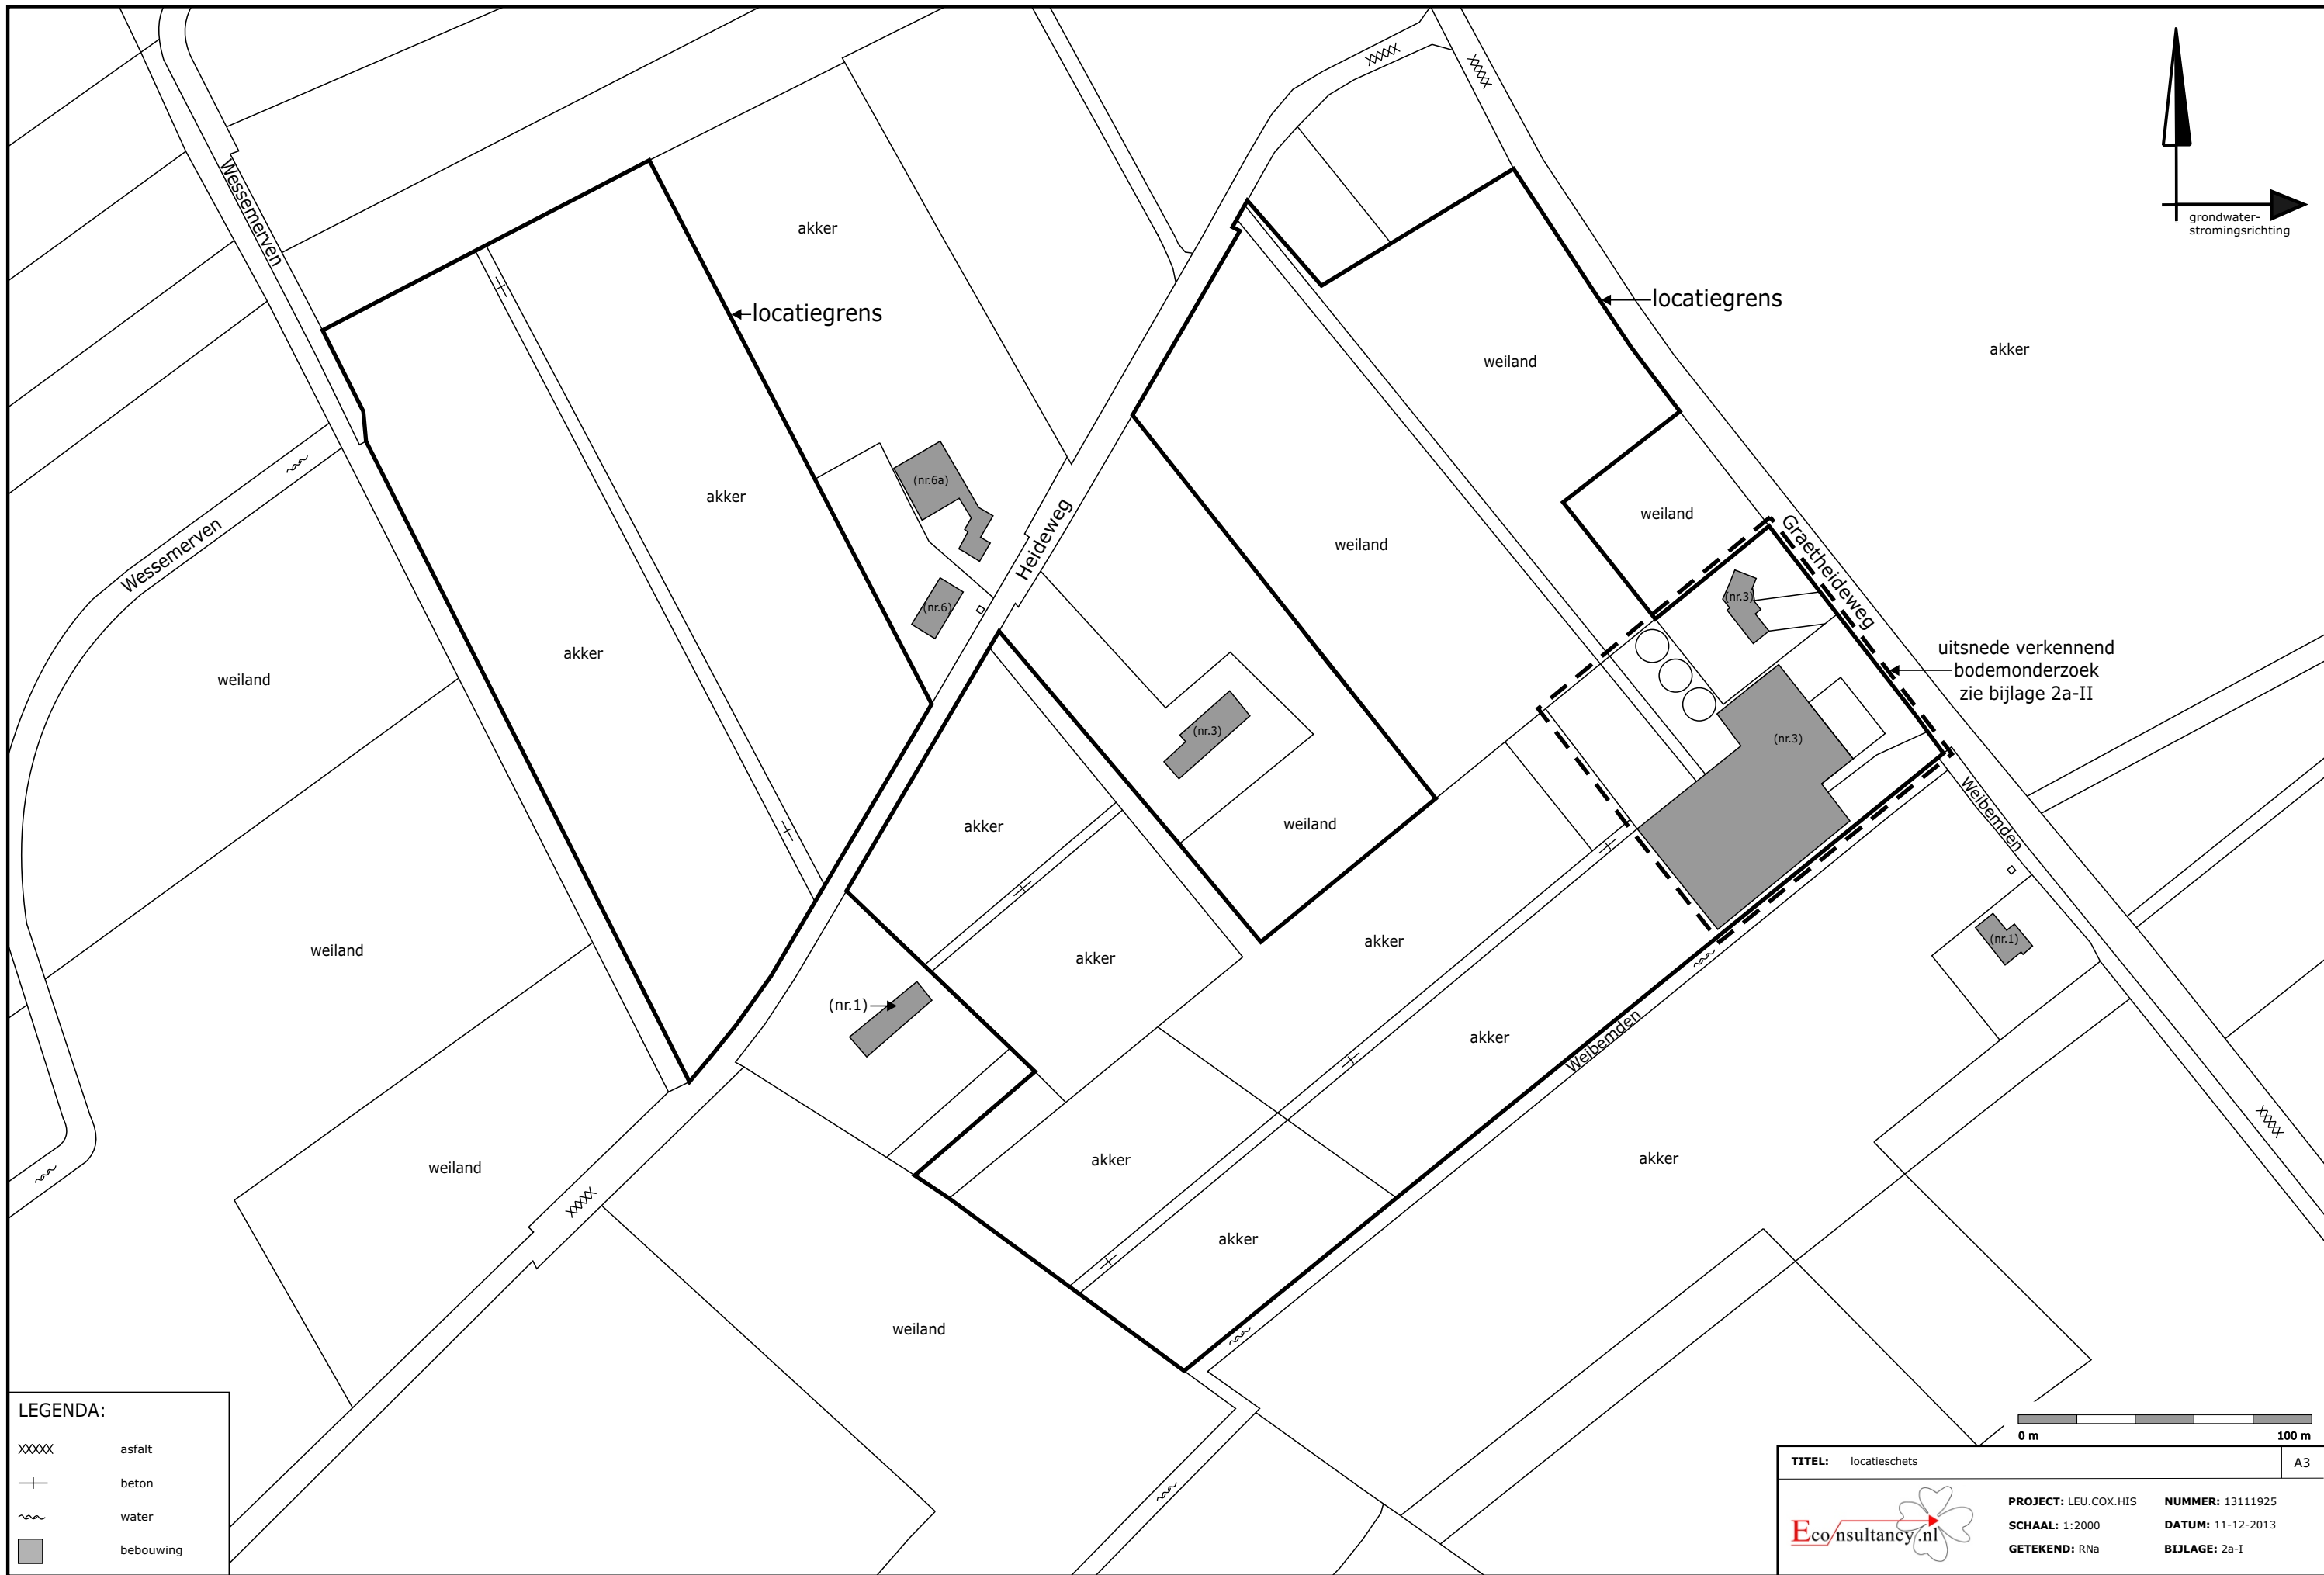 grondwater-
stromingsrichting
Wessemerven
akker
locatiegrens
locatiegrens
akker
weiland
akker
(nr.6a)
weiland
Heideweg
weiland
Graetheideweg
Wessemerven
(nr.6)
(nr.3)
akker
uitsnede verkennend
bodemonderzoek
zie bijlage 2a-II
weiland
(nr.3)
(nr.3)
Weibemden
akker
weiland
weiland
akker
akker
(nr.1)
(nr.1)
akker
Weibemden
weiland
akker
akker
akker
weiland
LEGENDA:
XXXXX asfalt
beton
water
bebouwing
0 m 100 m
TITEL: locatieschets A3
Econsultancy.nl
PROJECT: LEU.COX.HIS NUMMER: 13111925
SCHAAL: 1:2000 DATUM: 11-12-2013
GETEKEND: RNa BIJLAGE: 2a-I